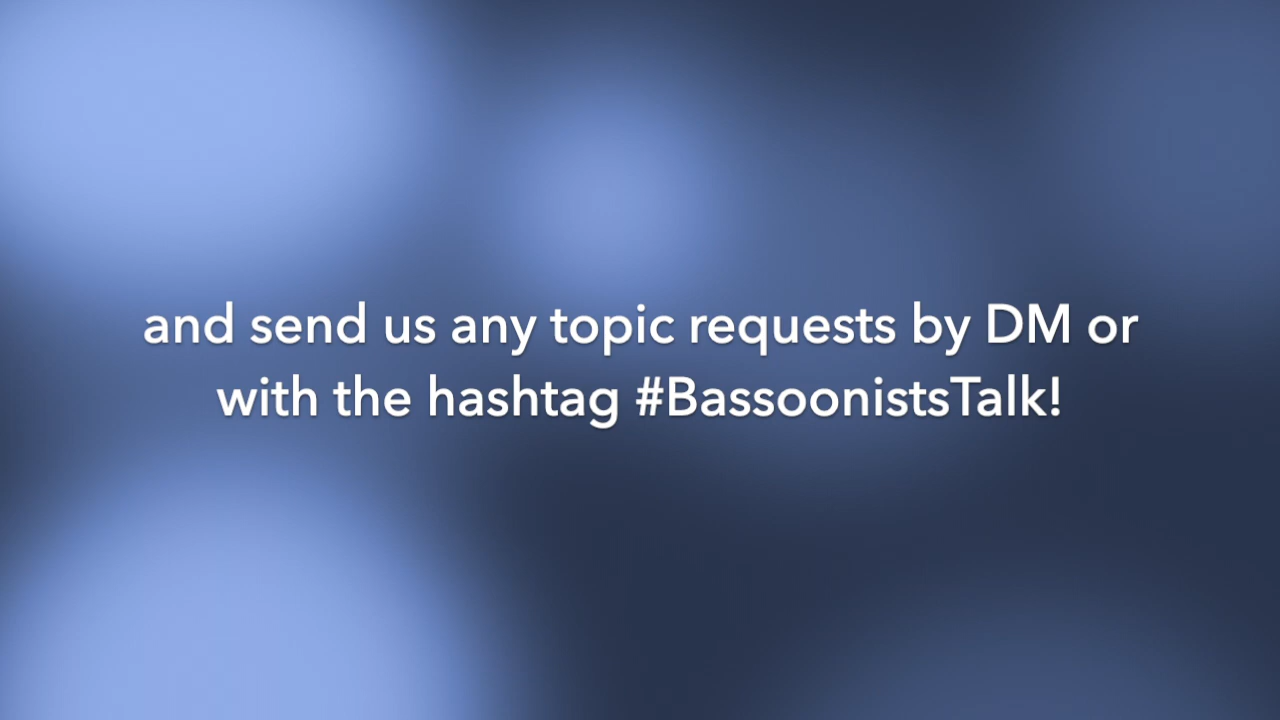 and send us any topic requests by DM or
with the hashtag #BassoonistsTalk!